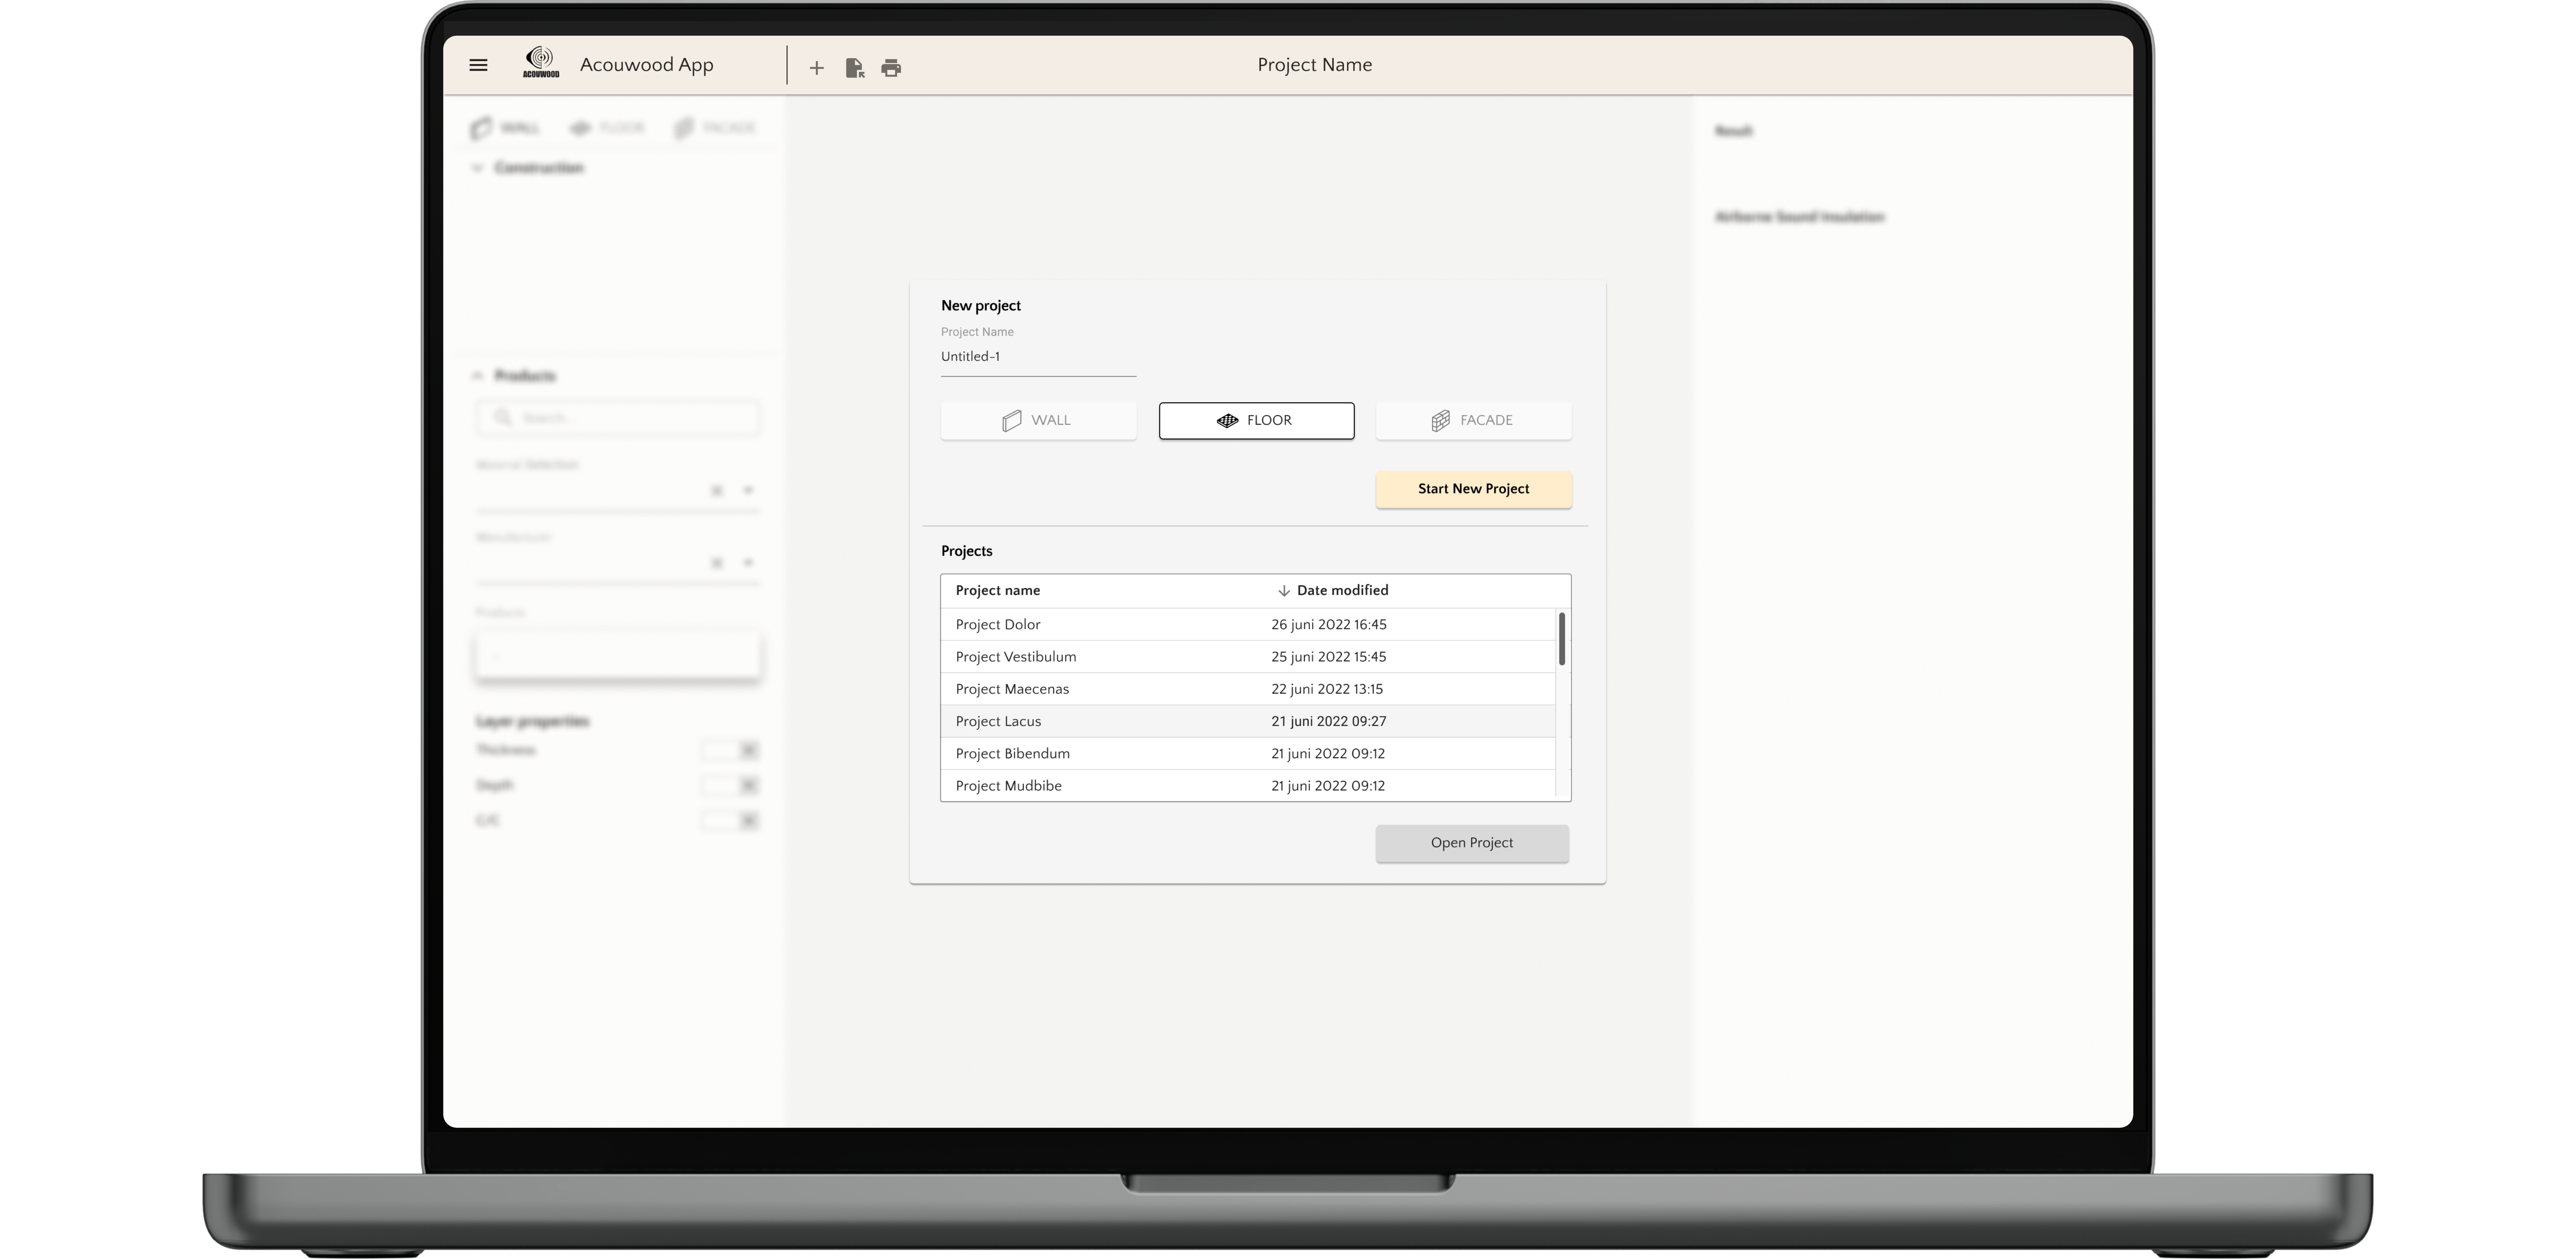 ACOUWOOD
Acouwood App
Project Name
WALL
FLOOR
FACADE
Construction
Products
Search...
Material Selection
Manufacturer
Products
Layer properties
Thickness
Depth
C/C
New project
Project Name
Untitled-1
WALL
FLOOR
FACADE
Start New Project
Projects
Project name
Date modified
Project Dolor
26 juni 2022 16:45
Project Vestibulum
25 juni 2022 15:45
Project Maecenas
22 juni 2022 13:15
Project Lacus
21 juni 2022 09:27
Project Bibendum
21 juni 2022 09:12
Project Mudbibe
21 juni 2022 09:12
Open Project
Result
Airborne Sound Insulation